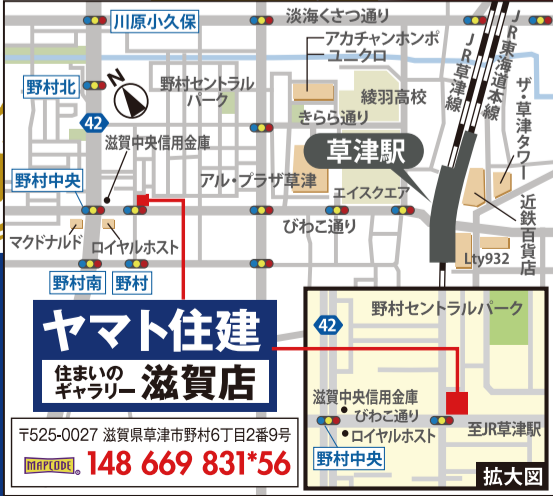 川原小久保
淡海くさつ通り
JR草津線
JR東海道本線
アカチャンホンポ
ユニクロ
野村北
N
野村セントラル
パーク
綾羽高校
ザ・草津タワー
きらら通り
42
滋賀中央信用金庫
草津駅
野村中央
アル・プラザ草津
エイスクエア
近鉄百貨店
びわこ通り
マクドナルド
ロイヤルホスト
Lty932
野村南
野村
ヤマト住建
住まいの
ギャラリー
滋賀店
〒525-0027 滋賀県草津市野村6丁目2番9号
MAPCODE® 148 669 831*56
野村セントラルパーク
42
滋賀中央信用金庫
びわこ通り
ロイヤルホスト
至JR草津駅
野村中央
拡大図